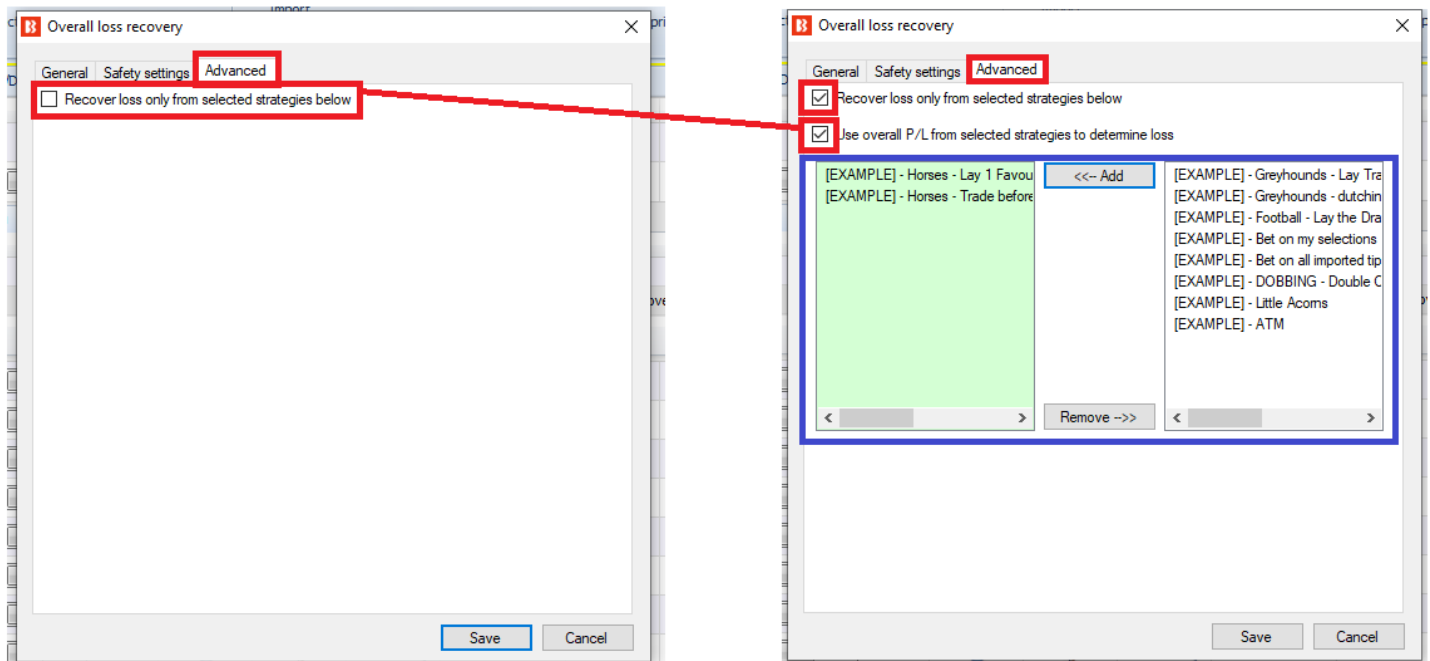 Import
Overall loss recovery
General Safety settings Advanced
Recover loss only from selected strategies below
Save Cancel
Overall loss recovery
General Safety settings Advanced
Recover loss only from selected strategies below
Use overall P/L from selected strategies to determine loss
[EXAMPLE] - Horses - Lay 1 Favou
[EXAMPLE] - Horses - Trade before
<<-- Add
Remove -->>
[EXAMPLE] - Greyhounds - Lay Tra
[EXAMPLE] - Greyhounds - dutchin
[EXAMPLE] - Football - Lay the Dra
[EXAMPLE] - Bet on my selections
[EXAMPLE] - Bet on all imported tip
[EXAMPLE] - DOBBING - Double C
[EXAMPLE] - Little Acorns
[EXAMPLE] - ATM
Save Cancel